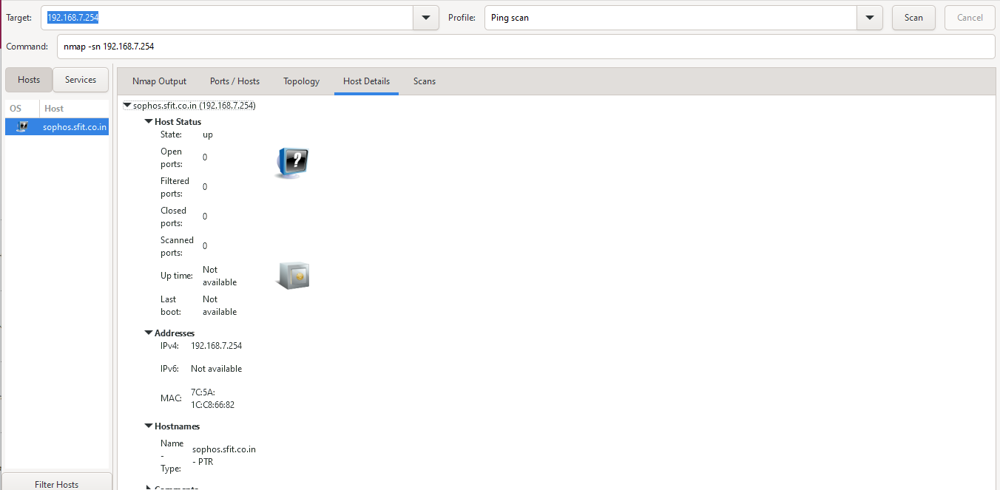 Target: 192.168.7.254 Profile: Ping scan Scan Cancel
Command: nmap -sn 192.168.7.254
Hosts Services
Nmap Output Ports / Hosts Topology Host Details Scans
OS Host
sophos.sfit.co.in
sophos.sfit.co.in (192.168.7.254)
Host Status
State: up
Open
ports: 0
Filtered
ports: 0
Closed
ports: 0
Scanned
ports: 0
Up time: Not
available
Last
boot: Not
available
Addresses
IPv4: 192.168.7.254
IPv6: Not available
MAC: 7C:5A:
1C:C8:66:82
Hostnames
Name
-
Type: sophos.sfit.co.in
- PTR
Comments
Filter Hosts